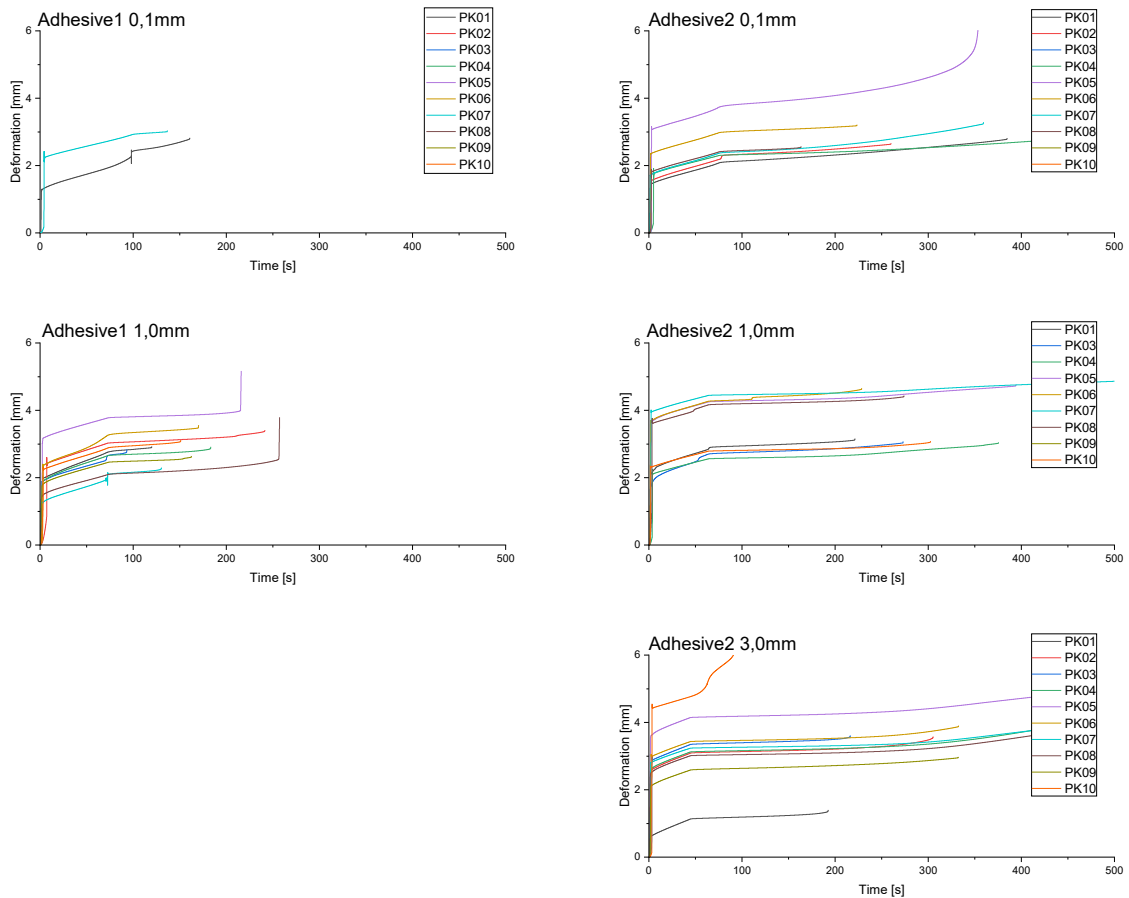 Adhesive1 0,1mm
PK01
PK02
PK03
PK04
PK05
PK06
PK07
PK08
PK09
PK10
Deformation [mm]
6
4
2
0
0 100 200 300 400 500
Time [s]
Adhesive2 0,1mm
PK01
PK02
PK03
PK04
PK05
PK06
PK07
PK08
PK09
PK10
Deformation [mm]
6
4
2
0
0 100 200 300 400 500
Time [s]
Adhesive1 1,0mm
Deformation [mm]
6
4
2
0
0 100 200 300 400 500
Time [s]
Adhesive2 1,0mm
PK01
PK03
PK04
PK05
PK06
PK07
PK08
PK09
PK10
Deformation [mm]
6
4
2
0
0 100 200 300 400 500
Time [s]
Adhesive2 3,0mm
PK01
PK02
PK03
PK04
PK05
PK06
PK07
PK08
PK09
PK10
Deformation [mm]
6
4
2
0
0 100 200 300 400 500
Time [s]